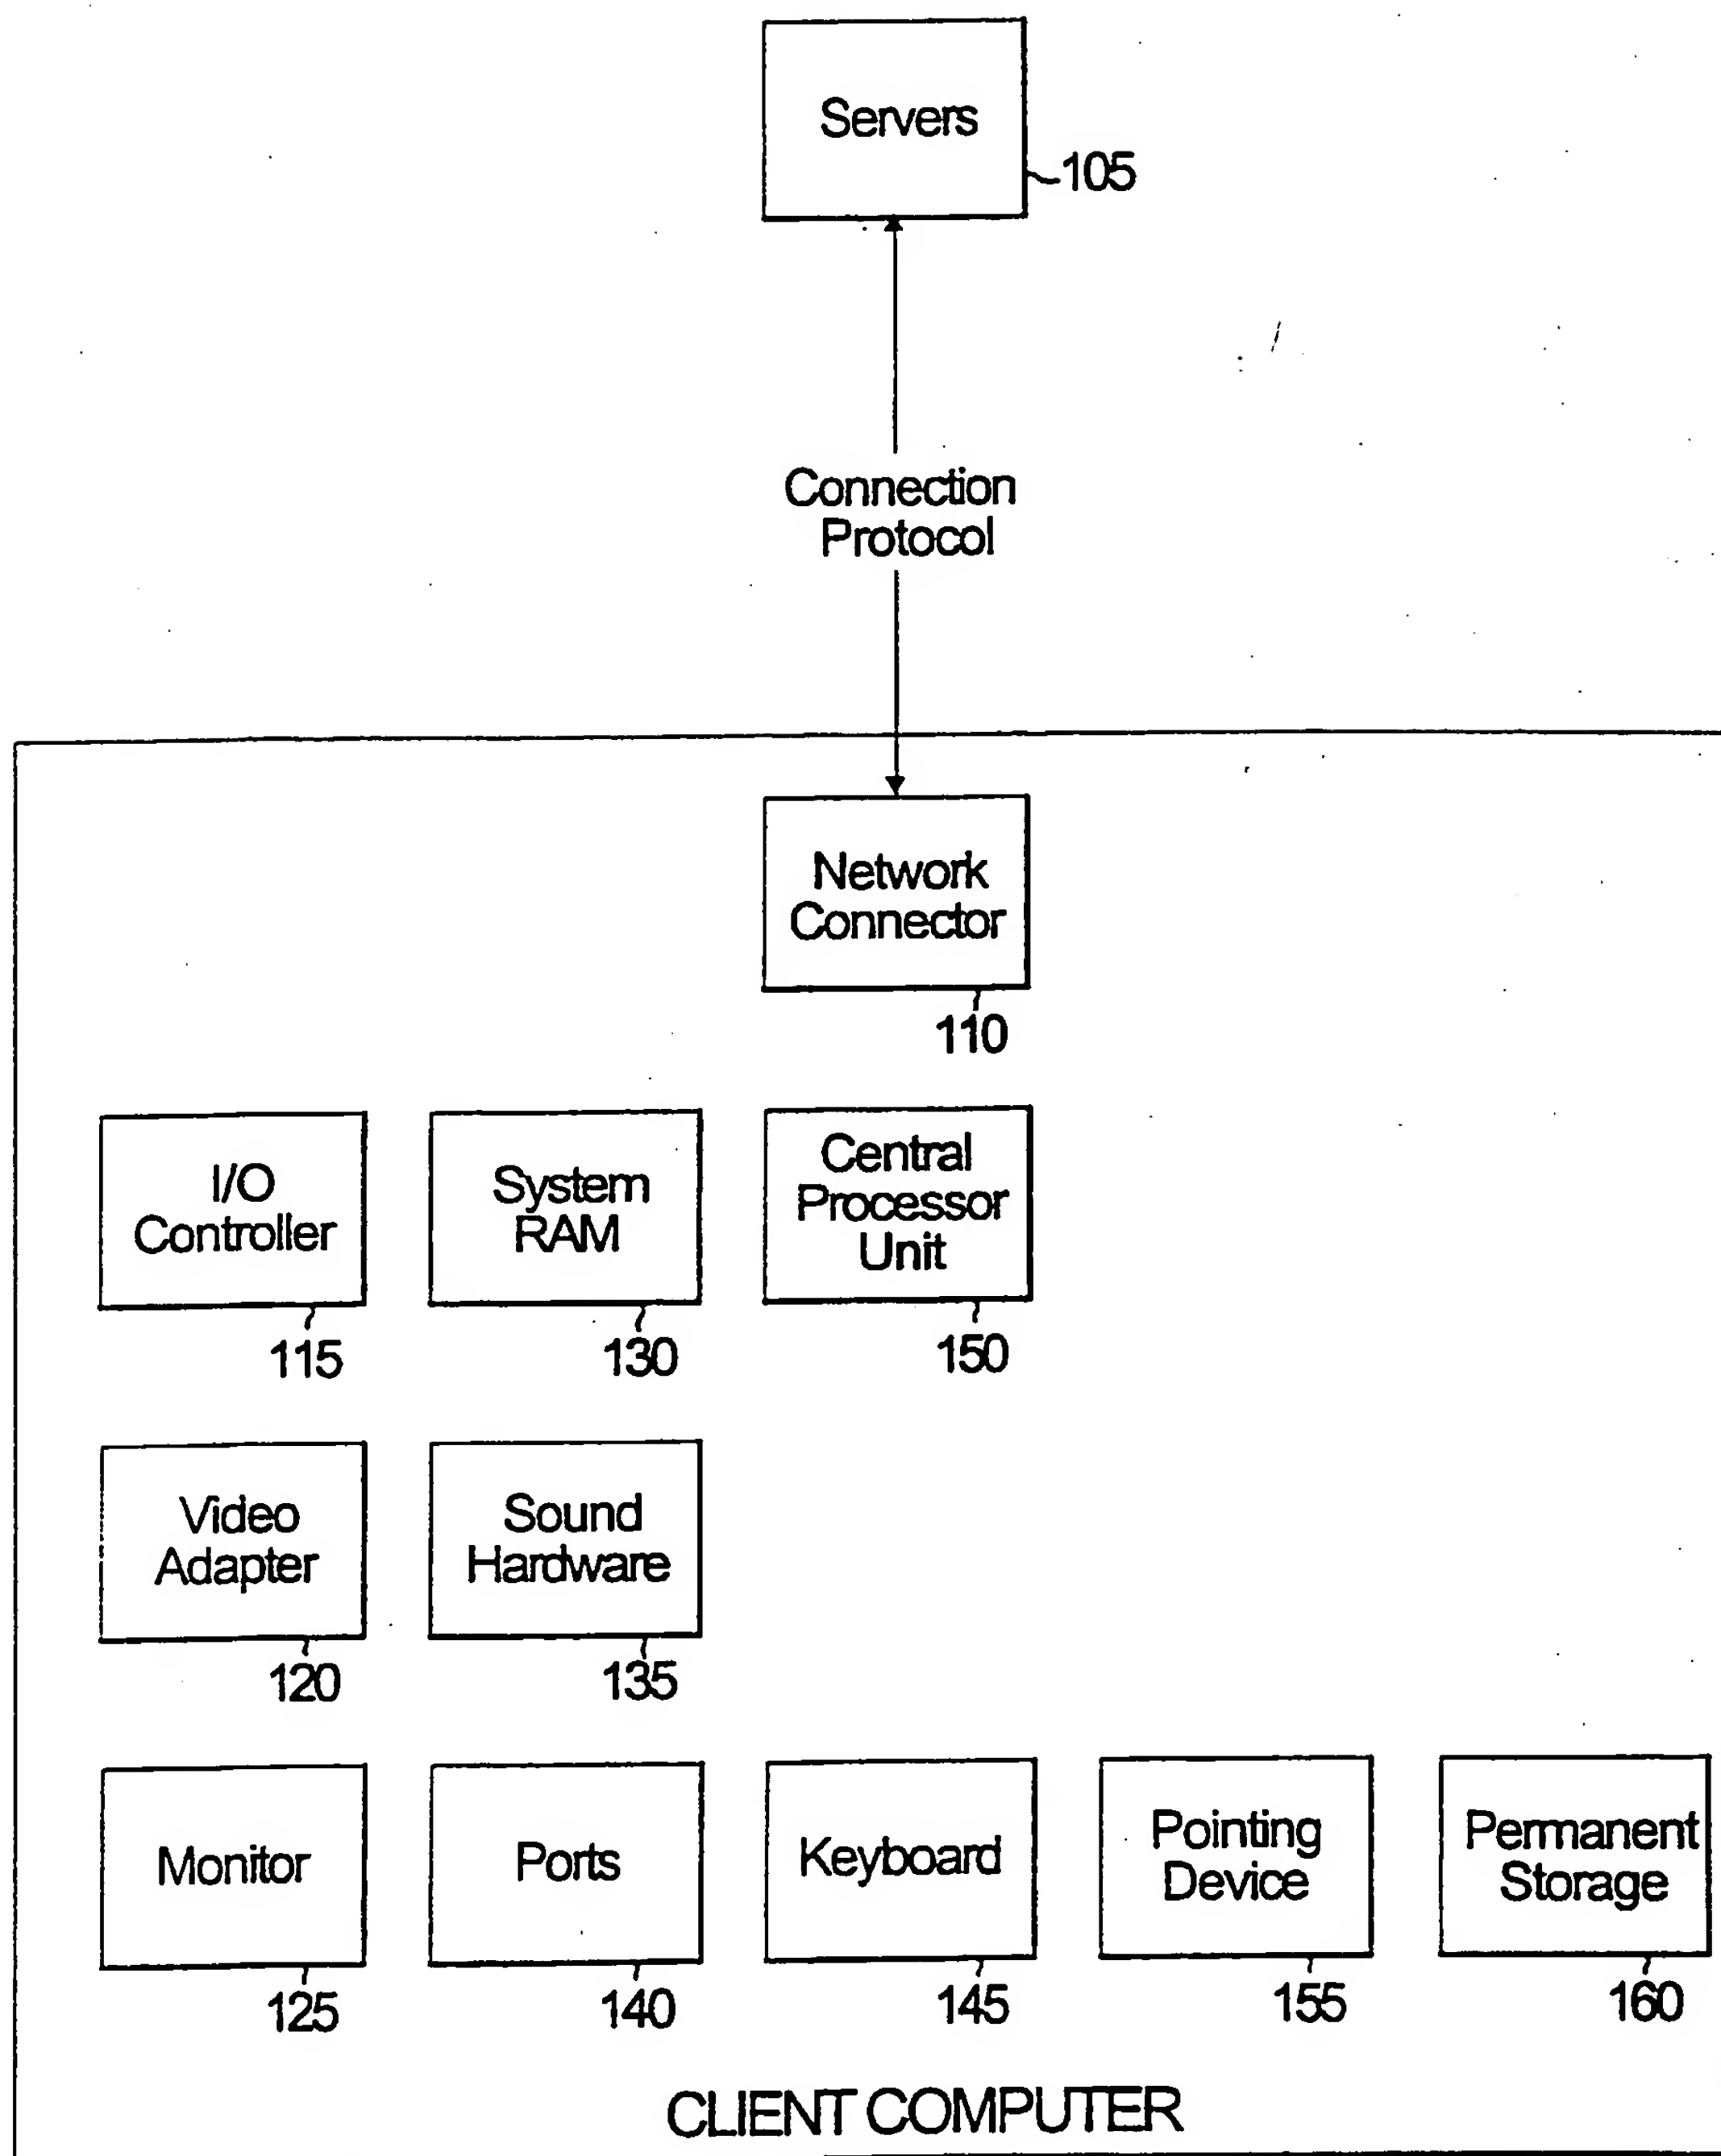 Servers
105
Connection
Protocol
Network
Connector
110
I/O
Controller
115
System
RAM
130
Central
Processor
Unit
150
Video
Adapter
120
Sound
Hardware
135
Monitor
125
Ports
140
Keyboard
145
Pointing
Device
155
Permanent
Storage
160
CLIENT COMPUTER